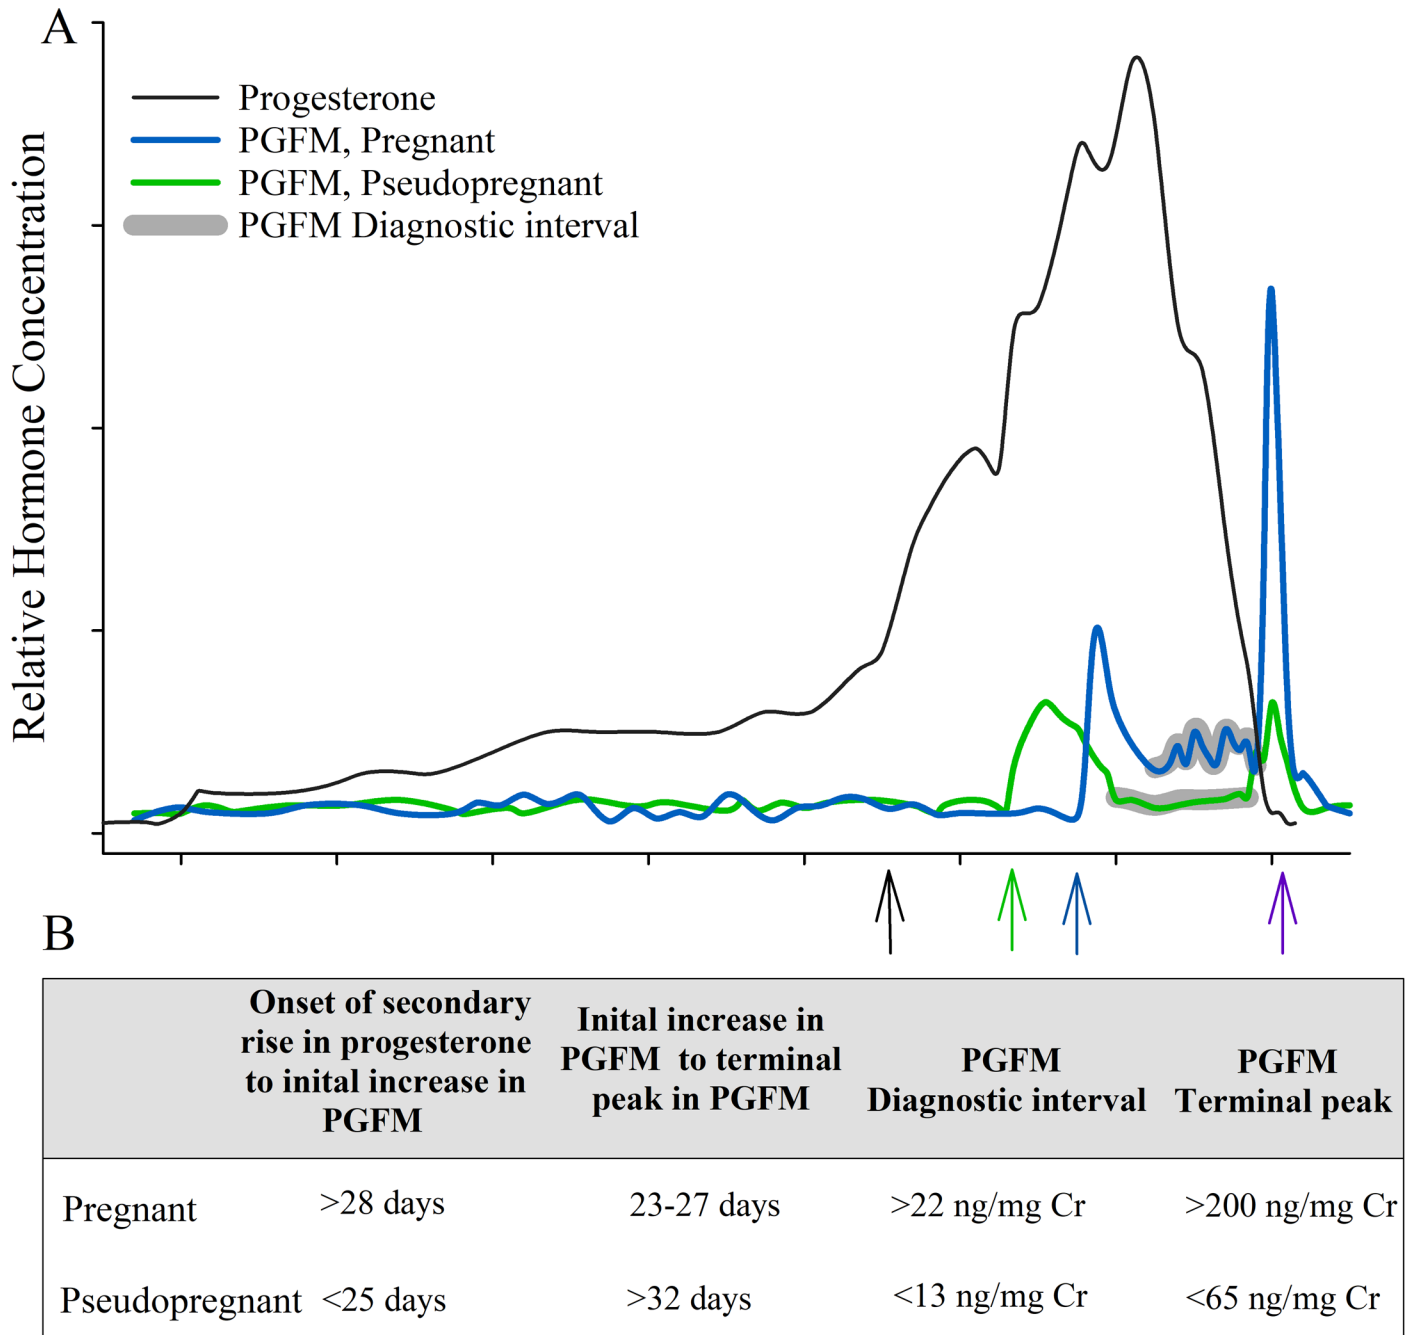 A
Relative Hormone Concentration
Progesterone
PGFM, Pregnant
PGFM, Pseudopregnant
PGFM Diagnostic interval
B
Onset of secondary
rise in progesterone
to inital increase in
PGFM
Inital increase in
PGFM to terminal
peak in PGFM
PGFM
Diagnostic interval
PGFM
Terminal peak
Pregnant
>28 days
23-27 days
>22 ng/mg Cr
>200 ng/mg Cr
Pseudopregnant
<25 days
>32 days
<13 ng/mg Cr
<65 ng/mg Cr